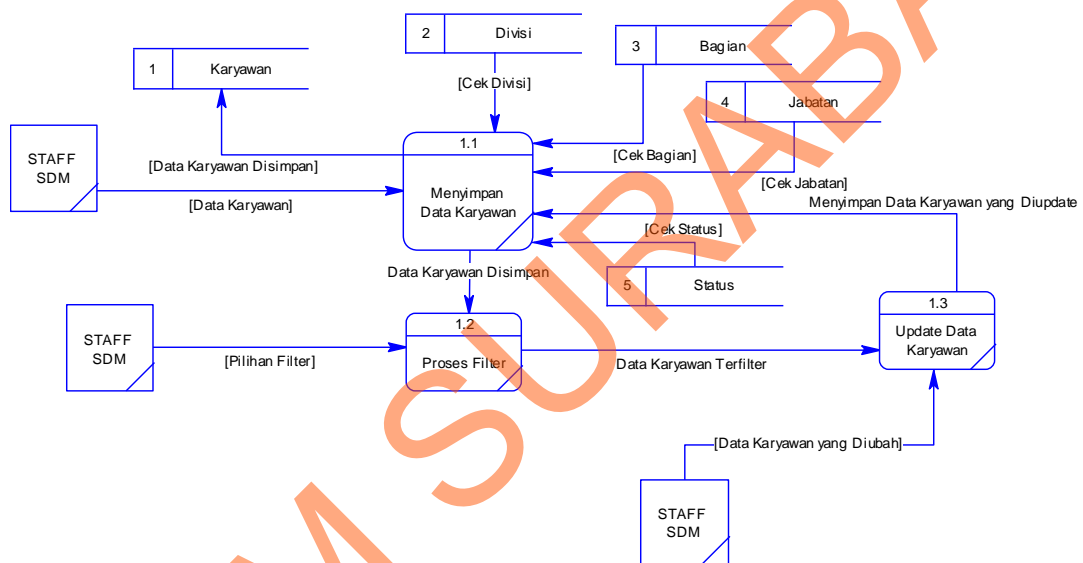 2 Divisi
3 Bagian
1 Karyawan
[Cek Divisi]
4 Jabatan
STAFF
SDM
1.1
[Data Karyawan Disimpan]
[Cek Bagian]
Menyimpan
Data Karyawan
[Cek Jabatan]
[Data Karyawan]
Menyimpan Data Karyawan yang Diupdate
[Cek Status]
Data Karyawan Disimpan
5 Status
1.3
STAFF
SDM
1.2
Update Data
Karyawan
[Pilihan Filter]
Proses Filter
Data Karyawan Terfilter
[Data Karyawan yang Diubah]
STAFF
SDM
M SURABA